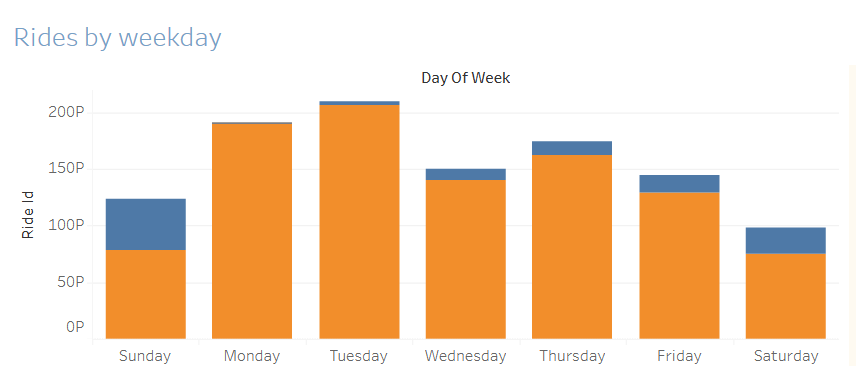 Rides by weekday
Day Of Week
Ride Id
200P
150P
100P
50P
0P
Sunday Monday Tuesday Wednesday Thursday Friday Saturday